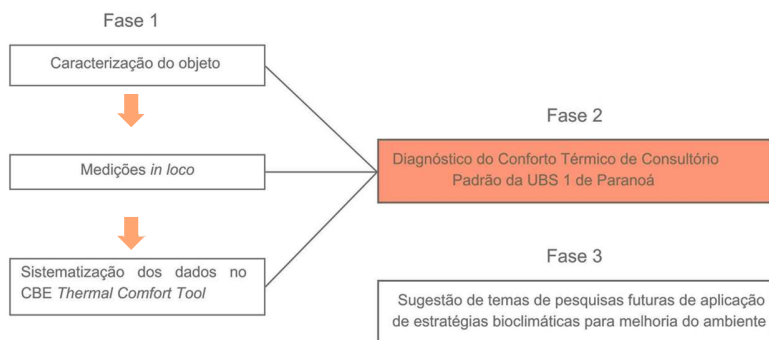 Fase 1
Caracterização do objeto
Medições in loco
Sistematização dos dados no
CBE Thermal Comfort Tool
Fase 2
Diagnóstico do Conforto Térmico de Consultório
Padrão da UBS 1 de Paranoá
Fase 3
Sugestão de temas de pesquisas futuras de aplicação
de estratégias bioclimáticas para melhoria do ambiente